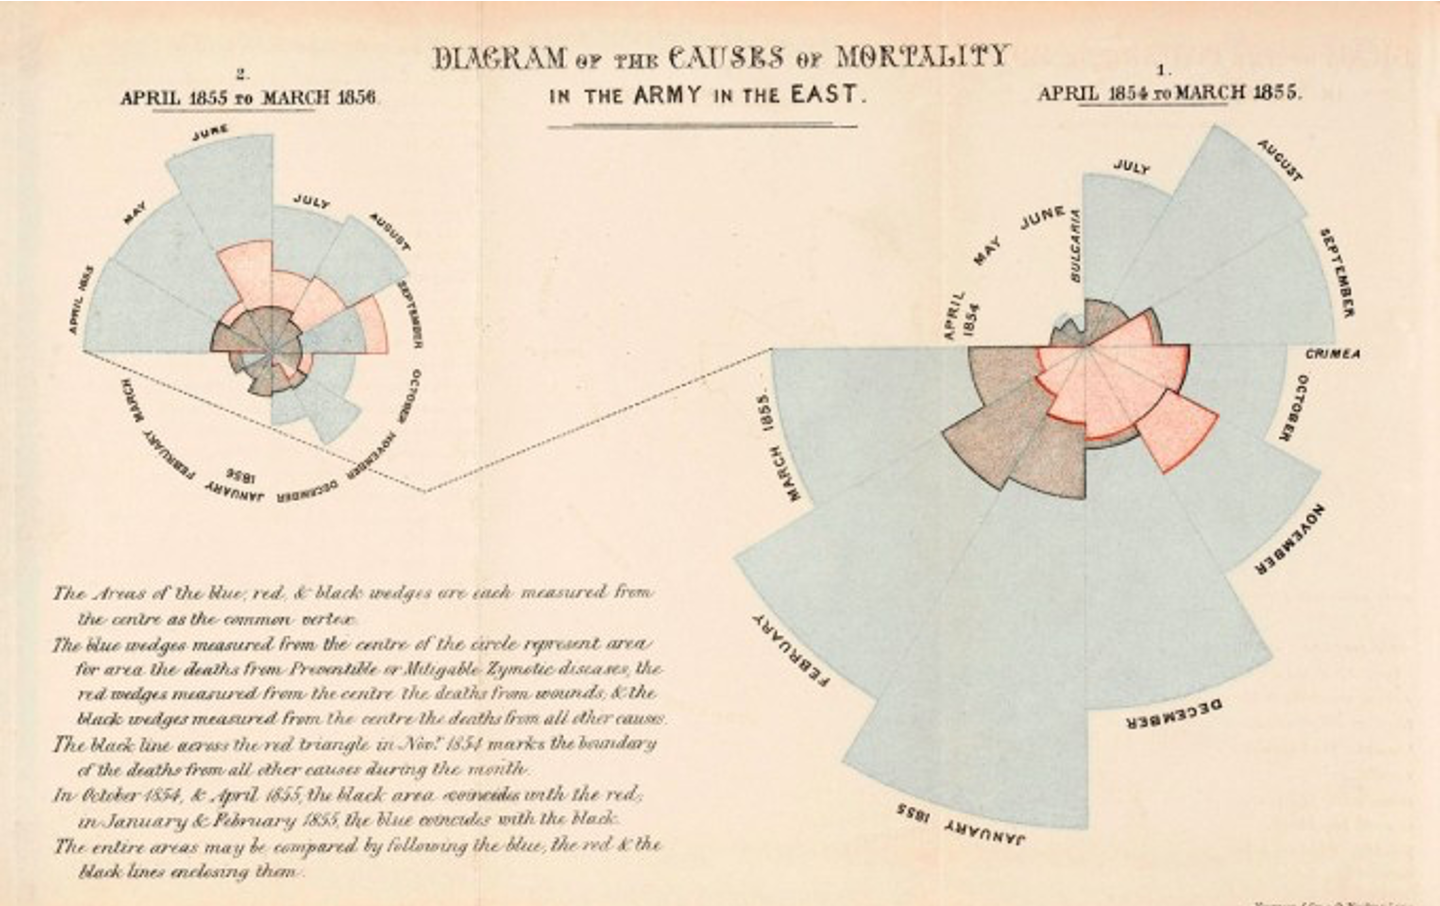 DIAGRAM OF THE CAUSES OF MORTALITY
IN THE ARMY IN THE EAST.
2.
APRIL 1855 TO MARCH 1856.
1.
APRIL 1854 TO MARCH 1855.
JUNE
JULY
AUGUST
SEPTEMBER
OCTOBER
NOVEMBER
DECEMBER
JANUARY
1856
FEBRUARY
MARCH
APRIL 1855
MAY
APRIL
1854
MAY
JUNE
BULGARIA
JULY
AUGUST
SEPTEMBER
CRIMEA
OCTOBER
NOVEMBER
DECEMBER
JANUARY 1855
FEBRUARY
MARCH 1855.
The Areas of the blue, red, & black wedges are each measured from
the centre as the common vertex.
The blue wedges measured from the centre of the circle represent area
for area the deaths from Preventible or Mitigable Zymotic diseases, the
red wedges measured from the centre the deaths from wounds, & the
black wedges measured from the centre the deaths from all other causes.
The black line across the red triangle in Novr. 1854 marks the boundary
of the deaths from all other causes during the month.
In October 1854, & April 1855, the black area coincides with the red,
in January & February 1855, the blue coincides with the black.
The entire areas may be compared by following the blue, the red & the
black lines enclosing them.